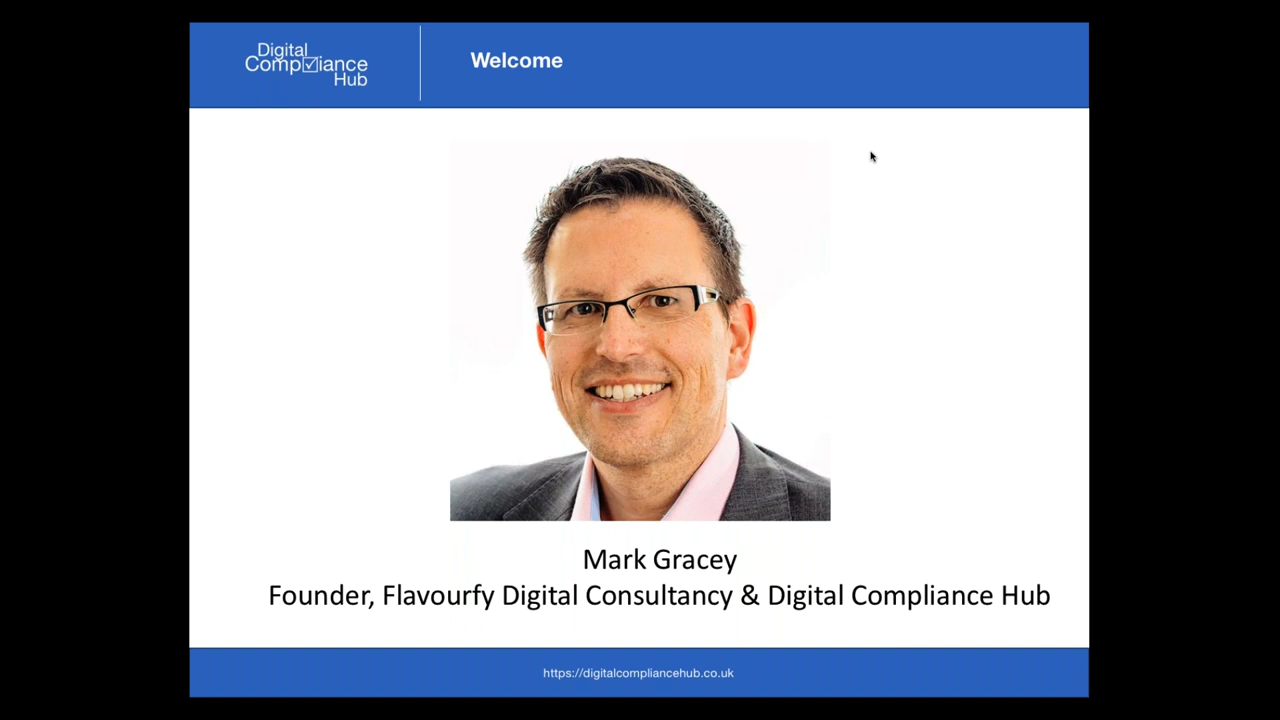 Digital
Compliance
Hub
Welcome
Mark Gracey
Founder, Flavourfy Digital Consultancy & Digital Compliance Hub
https://digitalcompliancehub.co.uk